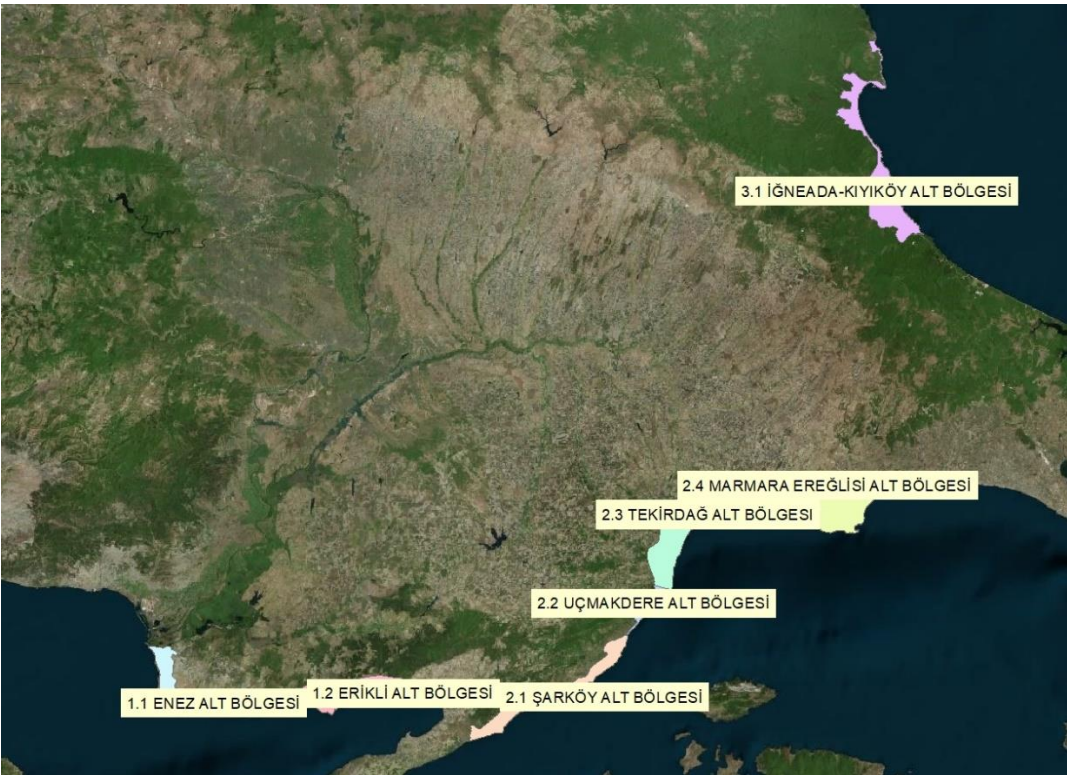 3.1 İĞNEADA-KIYIKÖY ALT BÖLGESİ
2.4 MARMARA EREĞLİSİ ALT BÖLGESİ
2.3 TEKİRDAĞ ALT BÖLGESI
2.2 UÇMAKDERE ALT BÖLGESİ
1.1 ENEZ ALT BÖLGESİ
1.2 ERİKLİ ALT BÖLGESİ
2.1 ŞARKÖY ALT BÖLGESİ